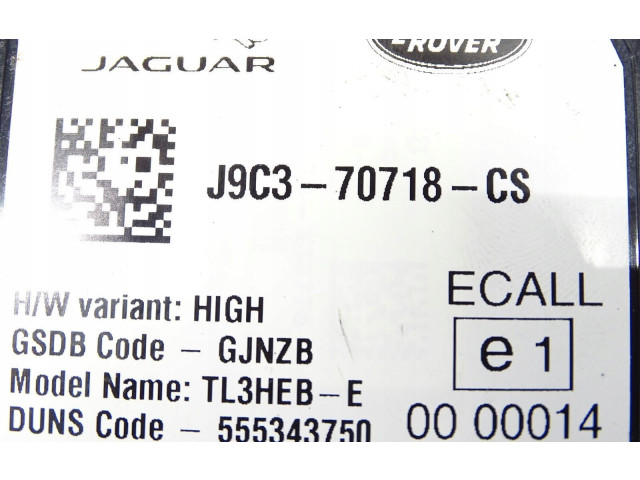 JAGUAR
-ROVER
J9C3-70718-CS
H/W variant: HIGH
GSDB Code - GJNZB
Model Name: TL3HEB-E
DUNS Code - 555343750
ECALL
e1
00 00014